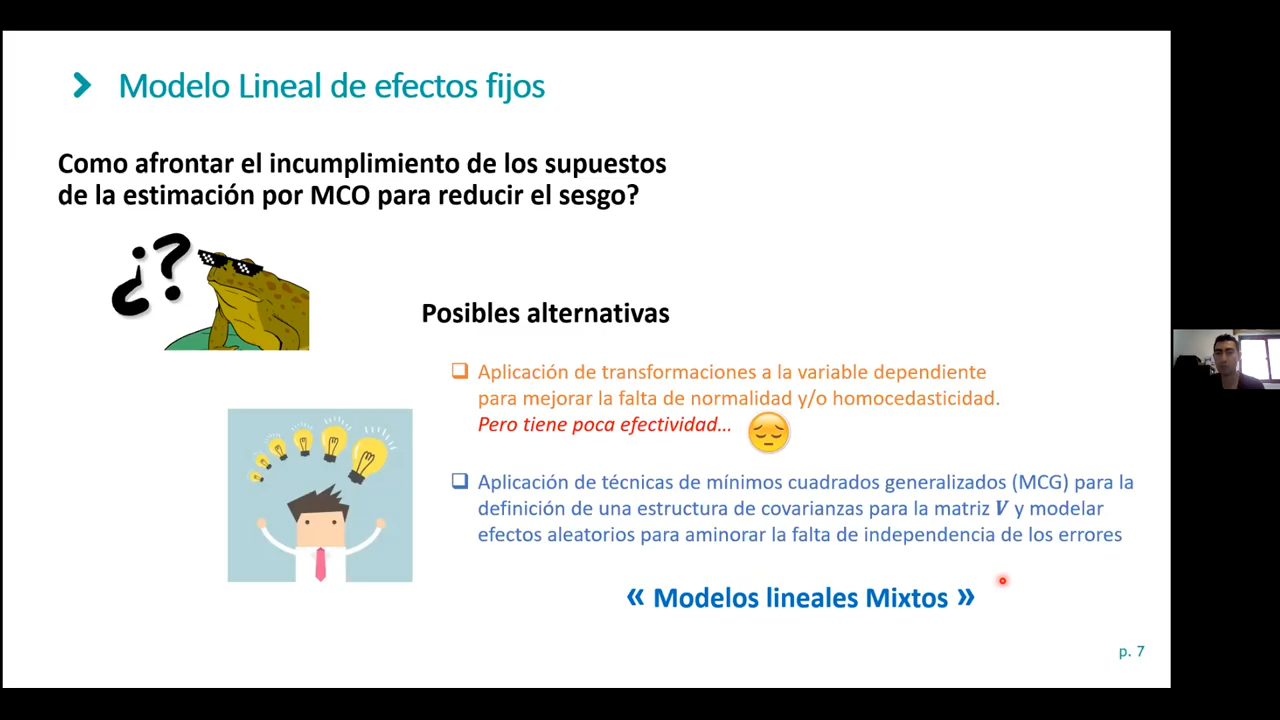 Modelo Lineal de efectos fijos
Como afrontar el incumplimiento de los supuestos
de la estimación por MCO para reducir el sesgo?
¿?
Posibles alternativas
Aplicación de transformaciones a la variable dependiente
para mejorar la falta de normalidad y/o homocedasticidad.
Pero tiene poca efectividad...
Aplicación de técnicas de mínimos cuadrados generalizados (MCG) para la
definición de una estructura de covarianzas para la matriz V y modelar
efectos aleatorios para aminorar la falta de independencia de los errores
« Modelos lineales Mixtos »
p. 7